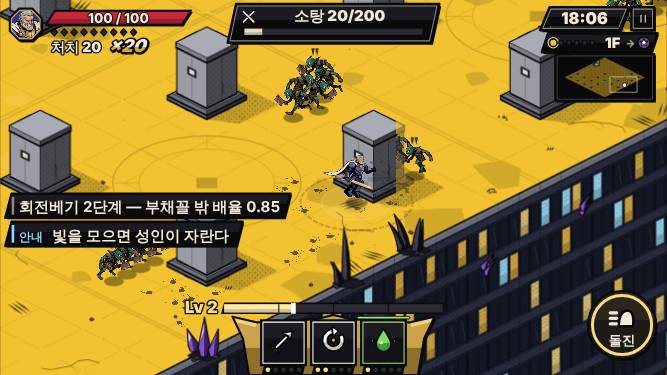 100 / 100
처치 20 ×20
소탕 20/200
18:06
1F
회전베기 2단계 — 부채꼴 밖 배율 0.85
안내 빛을 모으면 성인이 자란다
Lv 2
돌진